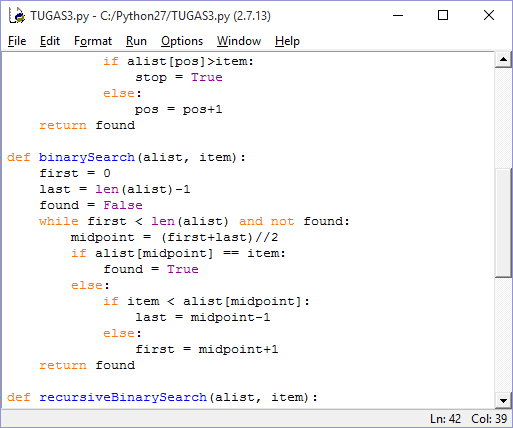 TUGAS3.py - C:/Python27/TUGAS3.py (2.7.13)
File Edit Format Run Options Window Help
            if alist[pos]>item:
                stop = True
            else:
                pos = pos+1
    return found

def binarySearch(alist, item):
    first = 0
    last = len(alist)-1
    found = False
    while first < len(alist) and not found:
        midpoint = (first+last)//2
        if alist[midpoint] == item:
            found = True
        else:
            if item < alist[midpoint]:
                last = midpoint-1
            else:
                first = midpoint+1
    return found

def recursiveBinarySearch(alist, item):
Ln: 42 Col: 39